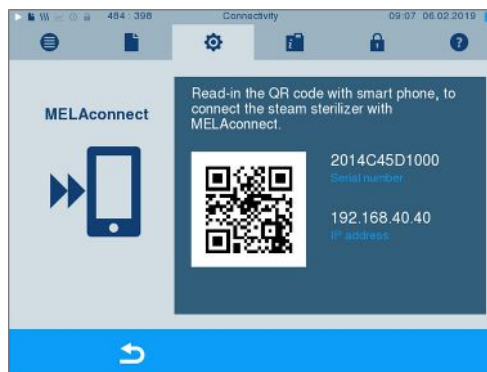 484 : 398 Connectivity 09:07 06.02.2019
MELAconnect
Read-in the QR code with smart phone, to
connect the steam sterilizer with
MELAconnect.
2014C45D1000
Serial number
192.168.40.40
IP address